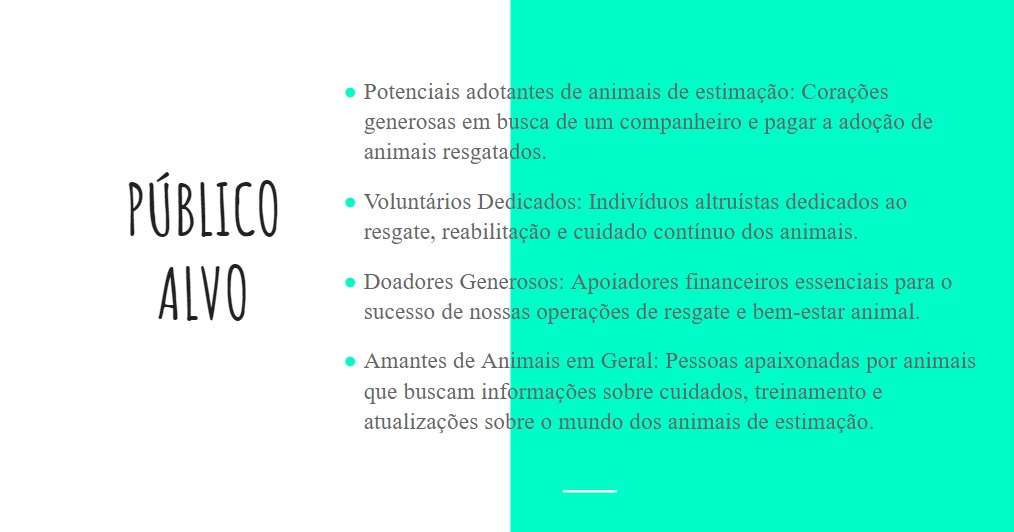 PÚBLICO
ALVO
Potenciais adotantes de animais de estimação: Corações
generosas em busca de um companheiro e pagar a adoção de
animais resgatados.
Voluntários Dedicados: Indivíduos altruístas dedicados ao
resgate, reabilitação e cuidado contínuo dos animais.
Doadores Generosos: Apoiadores financeiros essenciais para o
sucesso de nossas operações de resgate e bem-estar animal.
Amantes de Animais em Geral: Pessoas apaixonadas por animais
que buscam informações sobre cuidados, treinamento e
atualizações sobre o mundo dos animais de estimação.